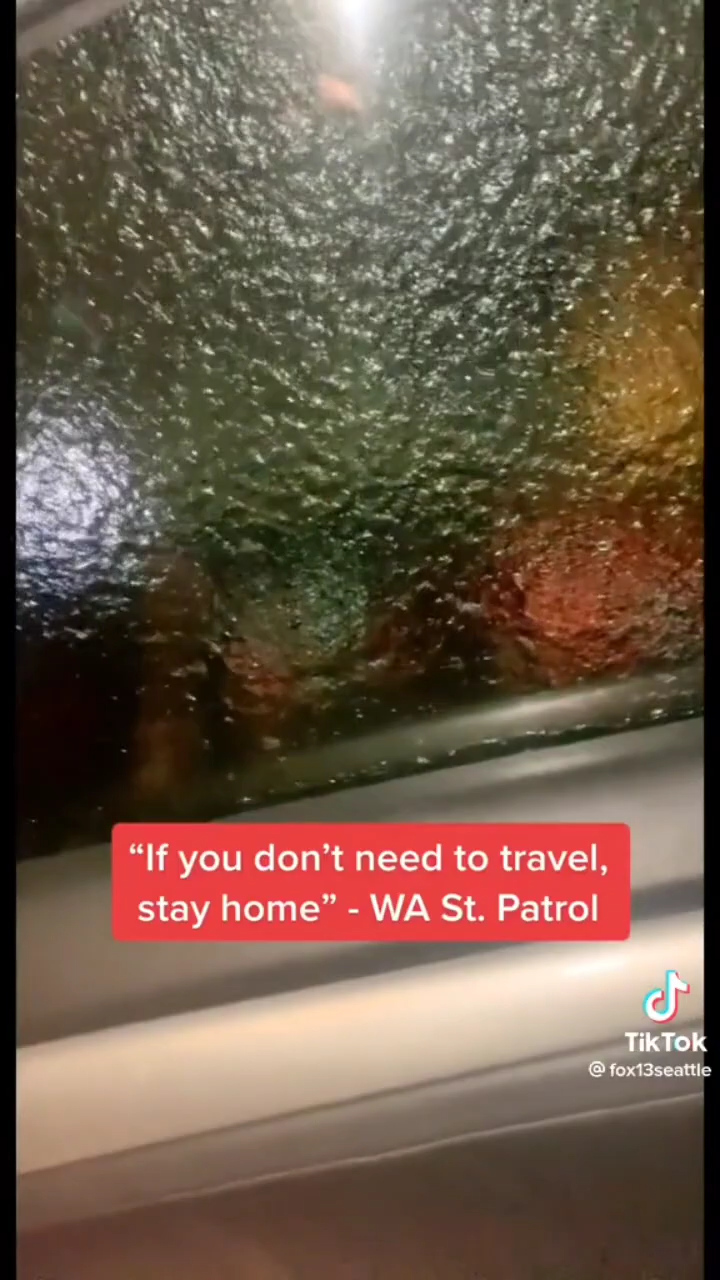 “If you don’t need to travel,
stay home” - WA St. Patrol
TikTok
@ fox13seattle